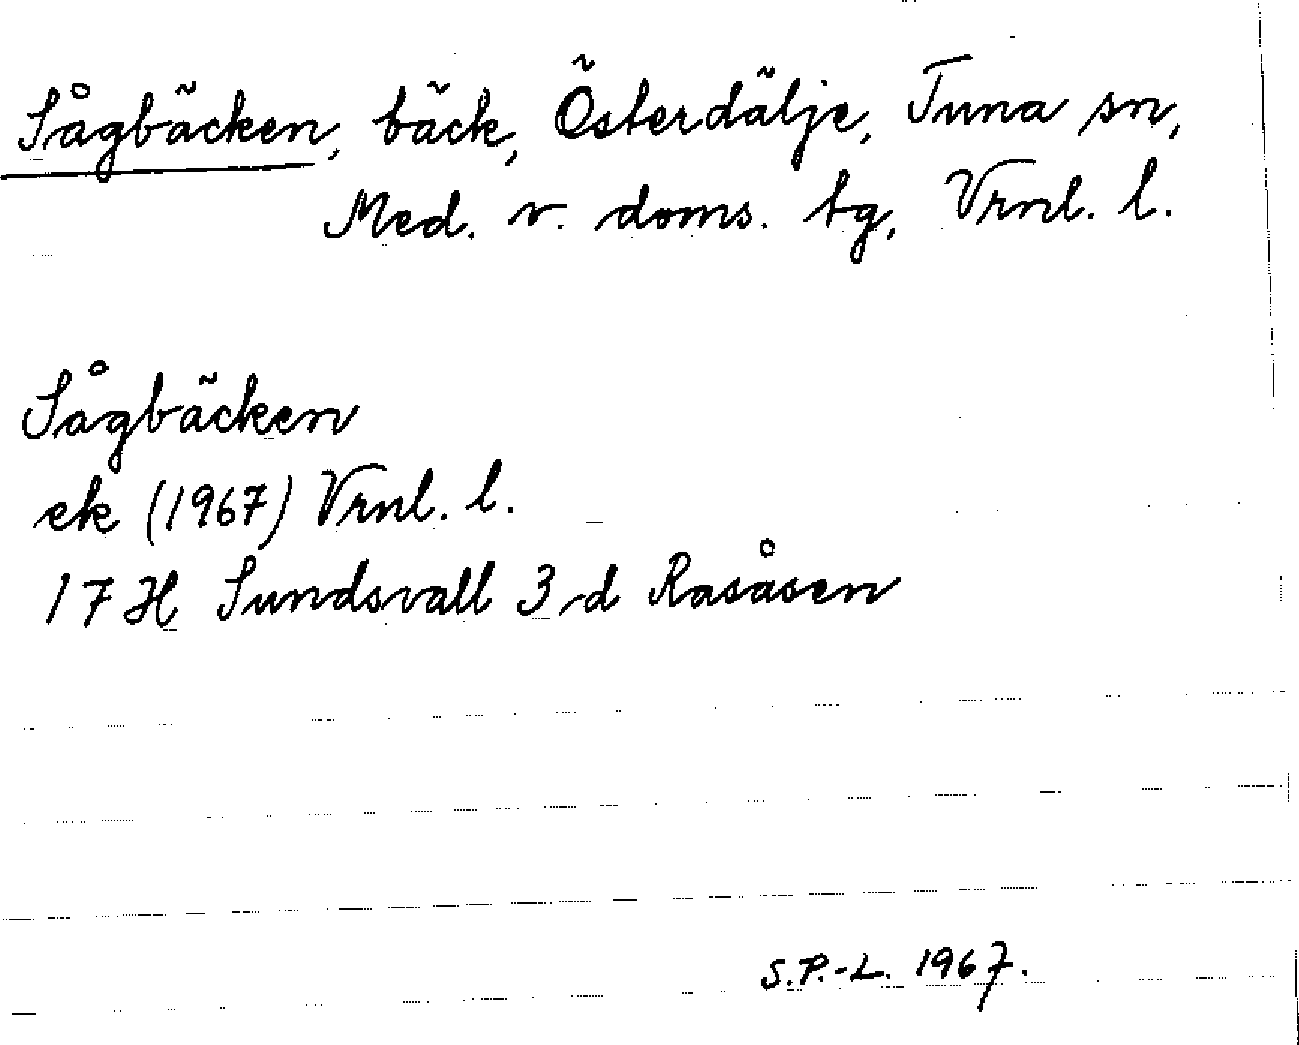 Sågbäcken, bäck, Österdälje, Tuna sn,
Med. v. doms. tg, Vrnl. l.
Sågbäcken
ek (1967) Vrnl. l.
17 H Sundsvall 3 d Rasåsen
S.P.-L. 1967.